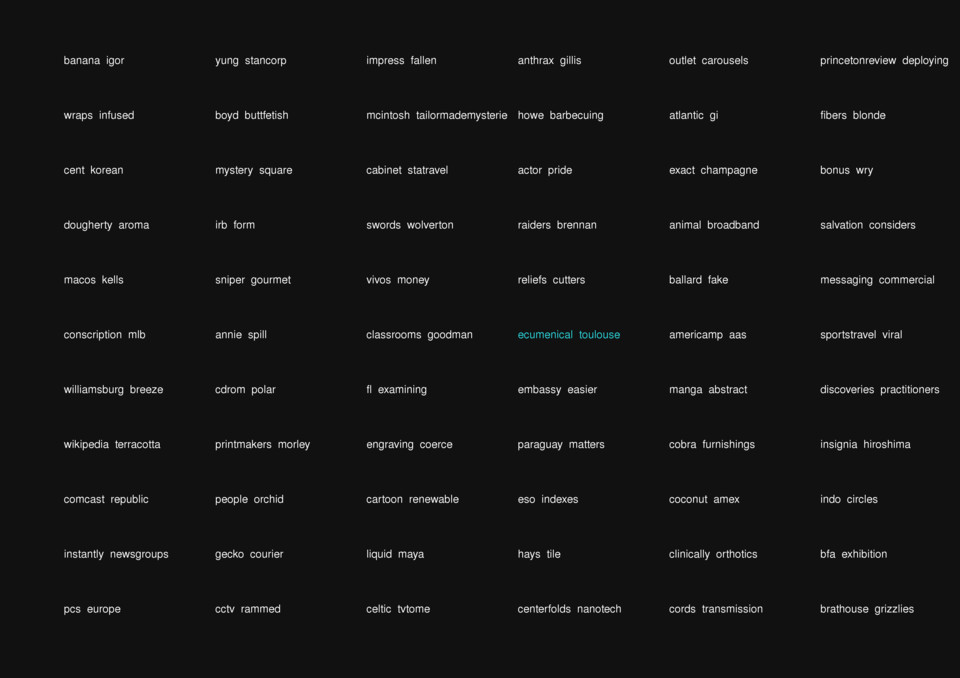 banana igor yung stancorp impress fallen anthrax gillis outlet carousels princetonreview deploying
wraps infused boyd buttfetish mcintosh tailormademysterie howe barbecuing atlantic gi fibers blonde
cent korean mystery square cabinet statravel actor pride exact champagne bonus wry
dougherty aroma irb form swords wolverton raiders brennan animal broadband salvation considers
macos kells sniper gourmet vivos money reliefs cutters ballard fake messaging commercial
conscription mlb annie spill classrooms goodman ecumenical toulouse americamp aas sportstravel viral
williamsburg breeze cdrom polar fl examining embassy easier manga abstract discoveries practitioners
wikipedia terracotta printmakers morley engraving coerce paraguay matters cobra furnishings insignia hiroshima
comcast republic people orchid cartoon renewable eso indexes coconut amex indo circles
instantly newsgroups gecko courier liquid maya hays tile clinically orthotics bfa exhibition
pcs europe cctv rammed celtic tvtome centerfolds nanotech cords transmission brathouse grizzlies